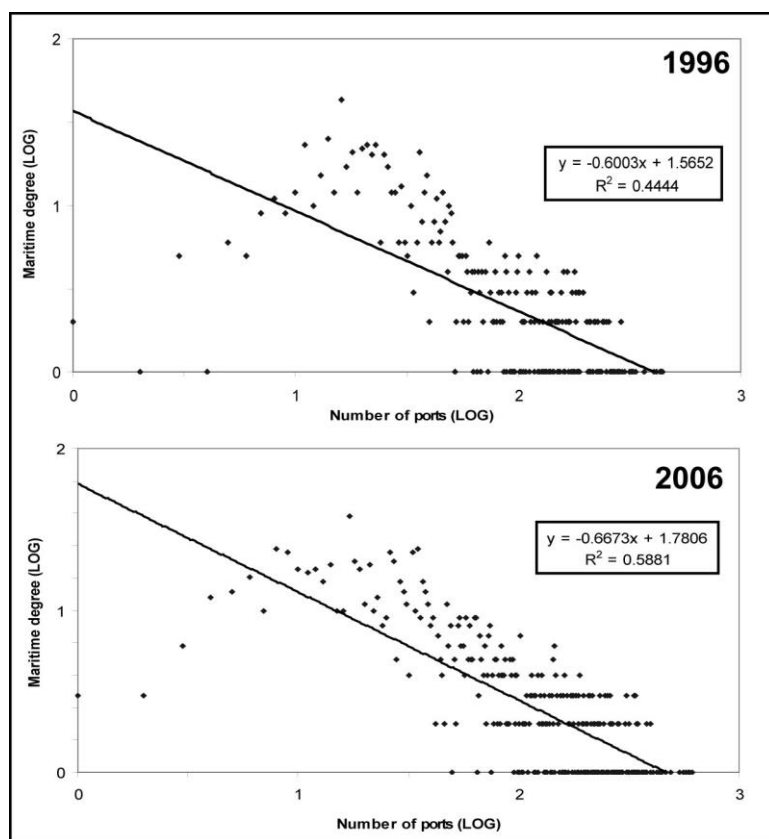 1996
2
y = -0.6003x + 1.5652
R² = 0.4444
Maritime degree (LOG)
1
0
0 1 2 3
Number of ports (LOG)
2006
2
y = -0.6673x + 1.7806
R² = 0.5881
Maritime degree (LOG)
1
0
0 1 2 3
Number of ports (LOG)